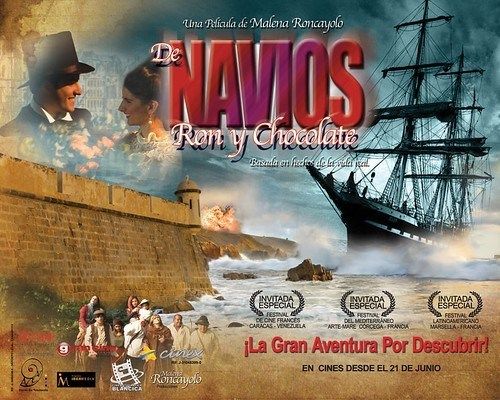 Una Película de Malena Roncayolo
De
NAVIOS
Ron y Chocolate
Basada en hechos de la vida real.
INVITADA
ESPECIAL
FESTIVAL
DE CINE FRANCÉS
CARACAS - VENEZUELA
INVITADA
ESPECIAL
FESTIVAL
DEL MEDITERRÁNEO
ARTE-MARE CORCEGA - FRANCIA
INVITADA
ESPECIAL
FESTIVAL
LATINOAMERICANO
MARSELLA - FRANCIA
¡La Gran Aventura Por Descubrir!
EN CINES DESDE EL 21 DE JUNIO
cinex
BLANCICA
Malena
Roncayolo